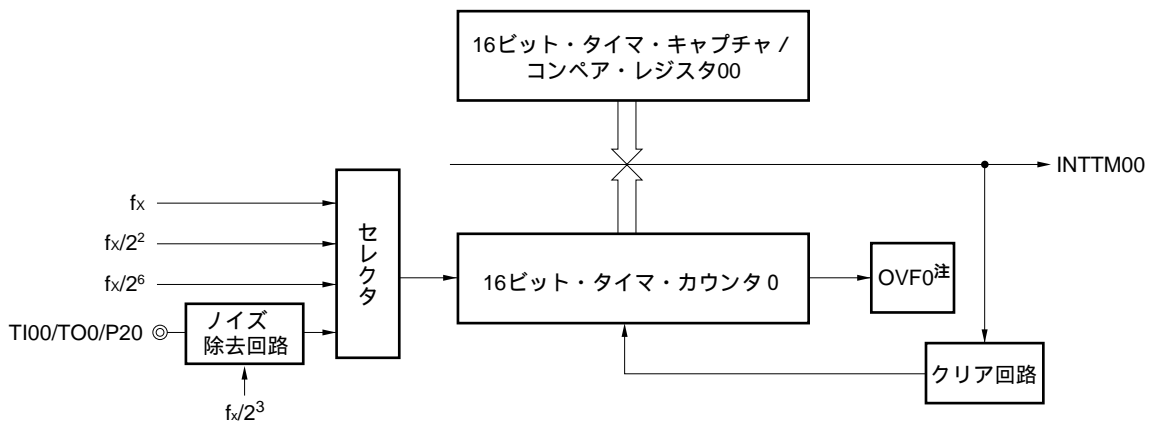 16ビット・タイマ・キャプチャ /
コンペア・レジスタ00
INTTM00
fX
fX/2²
fX/2⁶
TI00/TO0/P20
ノイズ
除去回路
fX/2³
セレクタ
16ビット・タイマ・カウンタ 0
OVF0注
クリア回路